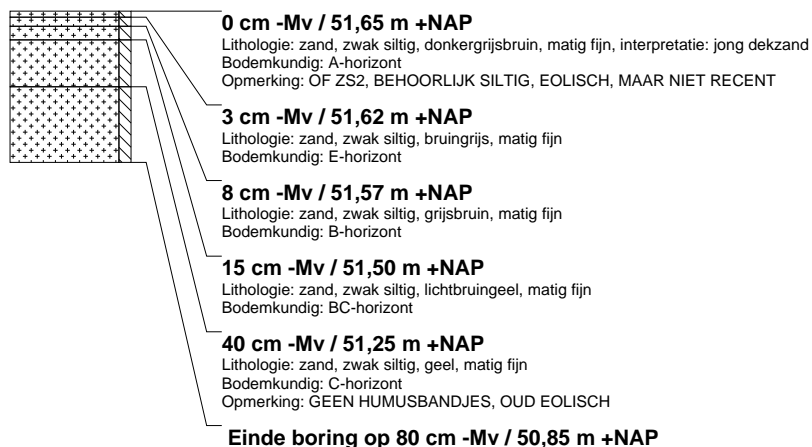 0 cm -Mv / 51,65 m +NAP
Lithologie: zand, zwak siltig, donkergrijsbruin, matig fijn, interpretatie: jong dekzand
Bodemkundig: A-horizont
Opmerking: OF ZS2, BEHOORLIJK SILTIG, EOLISCH, MAAR NIET RECENT
3 cm -Mv / 51,62 m +NAP
Lithologie: zand, zwak siltig, bruingrijs, matig fijn
Bodemkundig: E-horizont
8 cm -Mv / 51,57 m +NAP
Lithologie: zand, zwak siltig, grijsbruin, matig fijn
Bodemkundig: B-horizont
15 cm -Mv / 51,50 m +NAP
Lithologie: zand, zwak siltig, lichtbruingeel, matig fijn
Bodemkundig: BC-horizont
40 cm -Mv / 51,25 m +NAP
Lithologie: zand, zwak siltig, geel, matig fijn
Bodemkundig: C-horizont
Opmerking: GEEN HUMUSBANDJES, OUD EOLISCH
Einde boring op 80 cm -Mv / 50,85 m +NAP